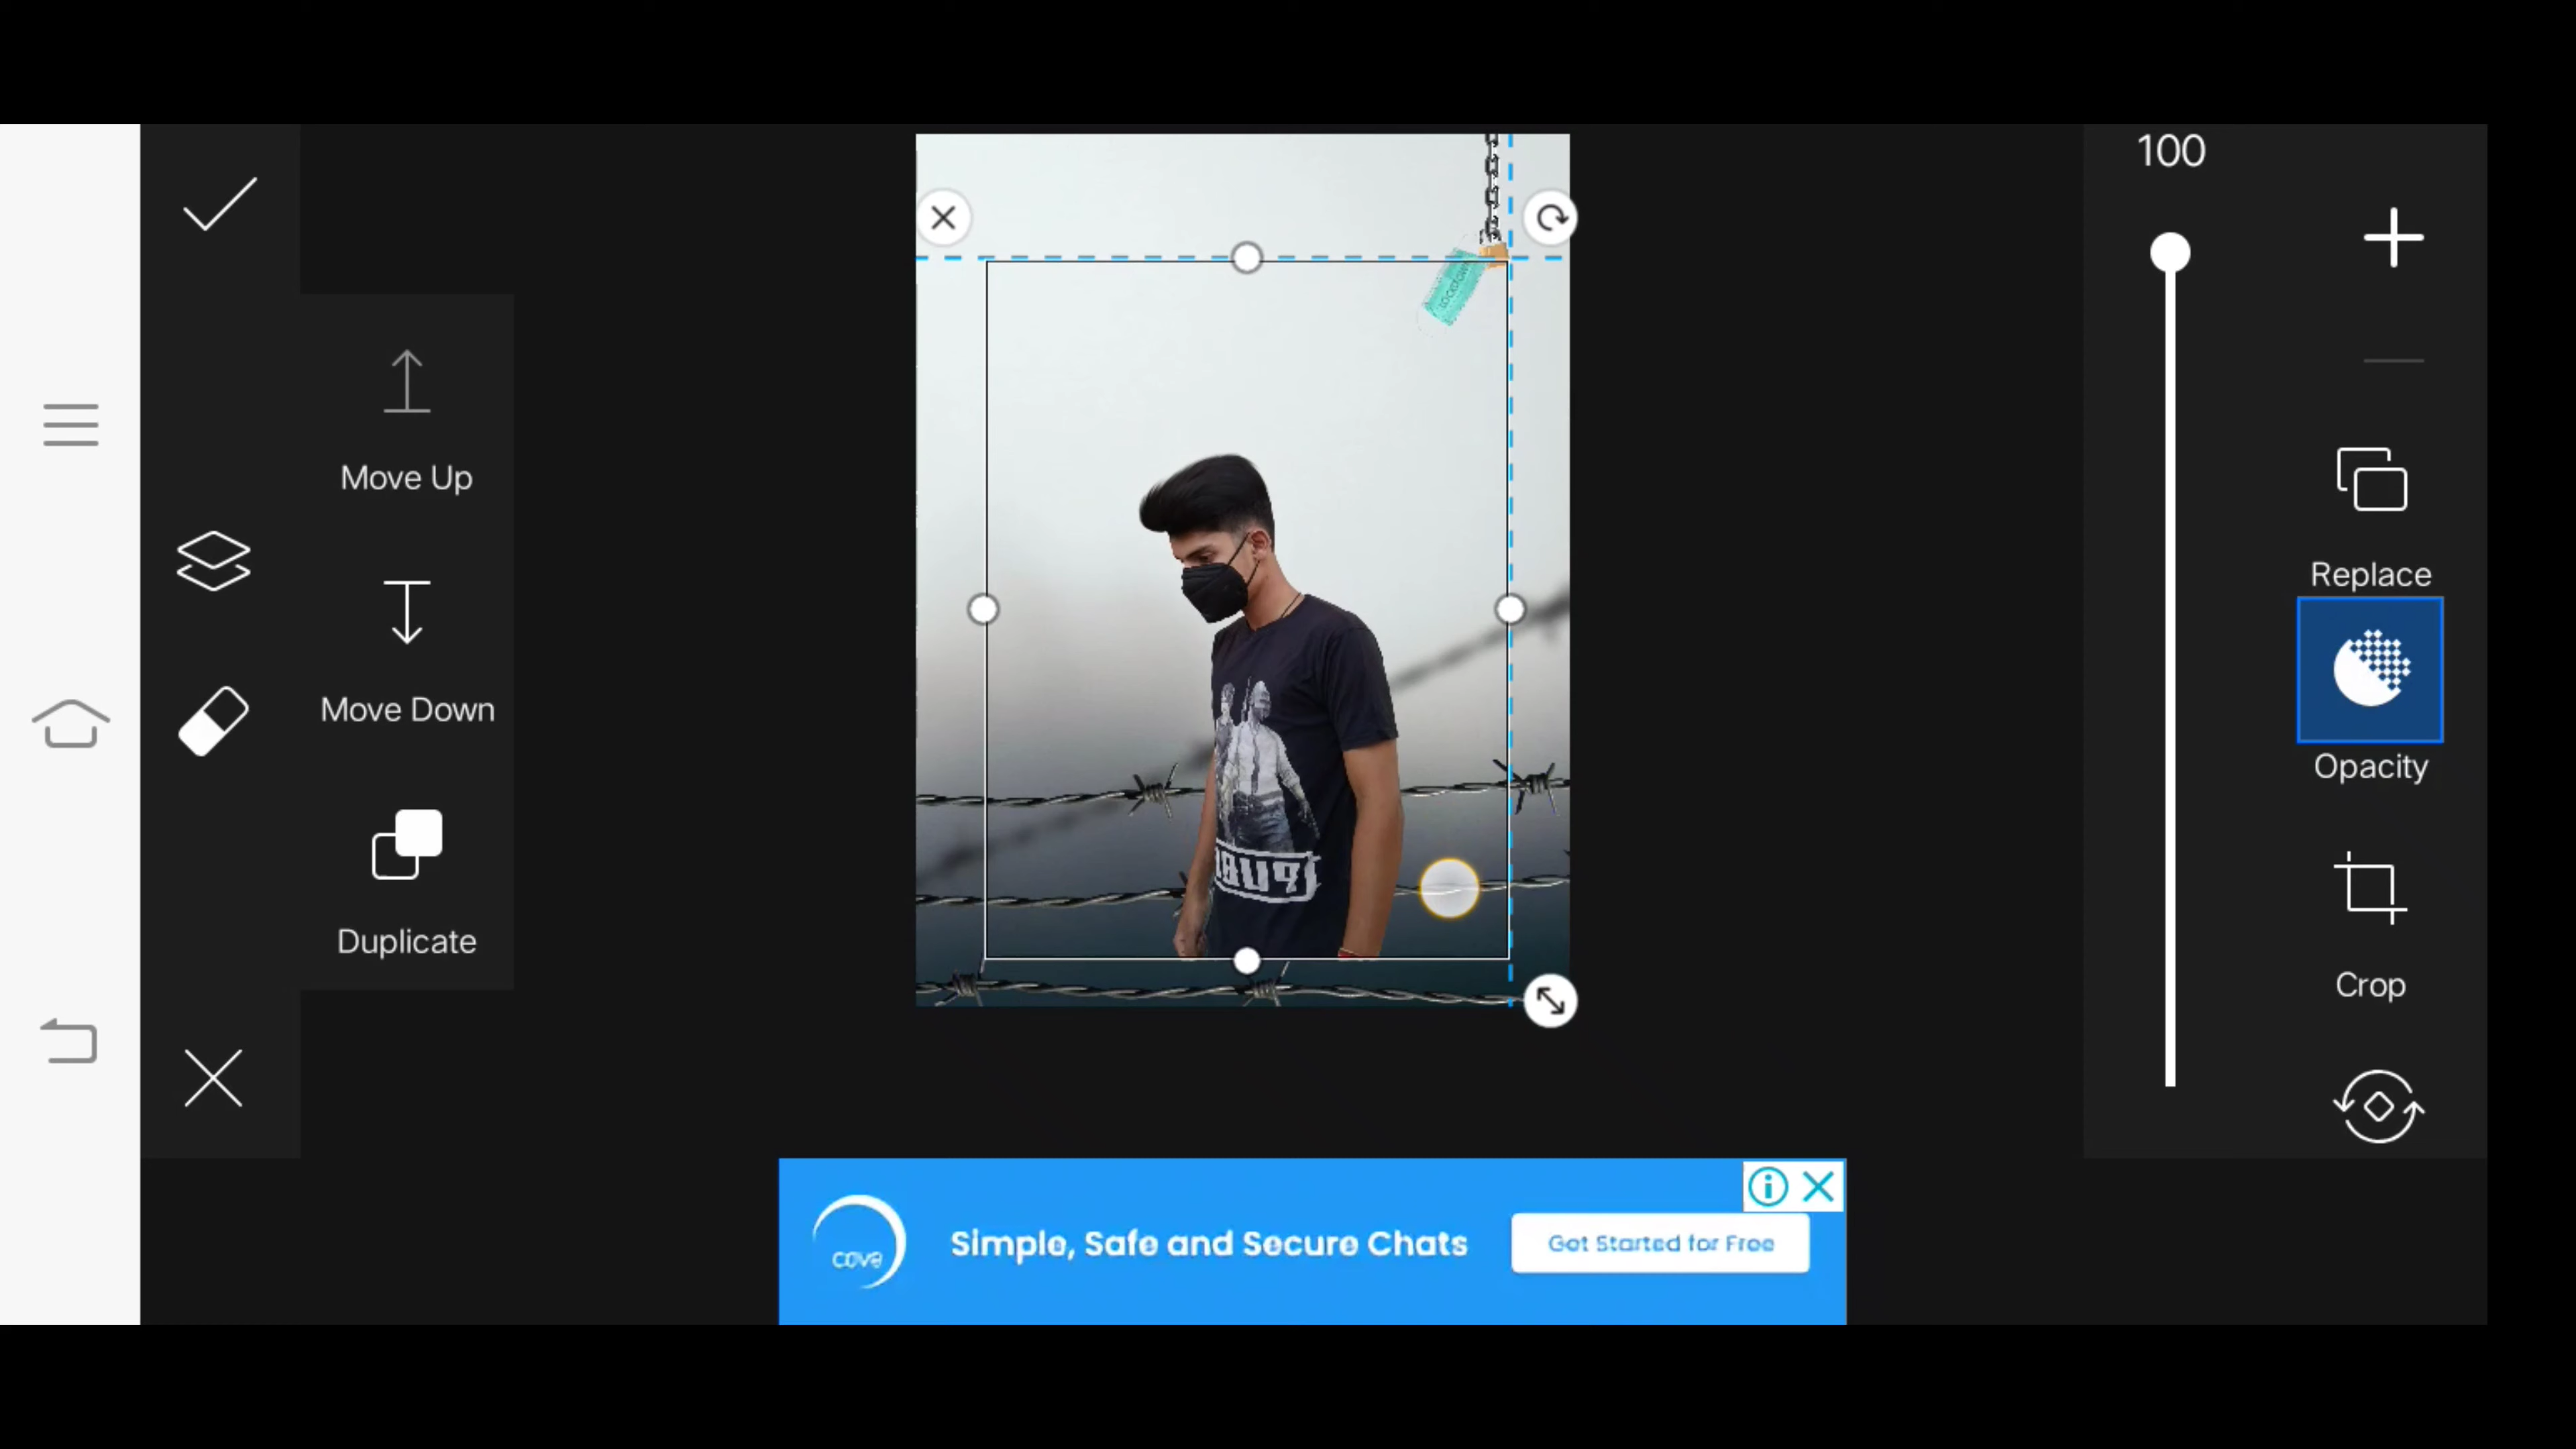 100
Move Up
Replace
Move Down
Opacity
Duplicate
Crop
cove
Simple, Safe and Secure Chats
Get Started for Free